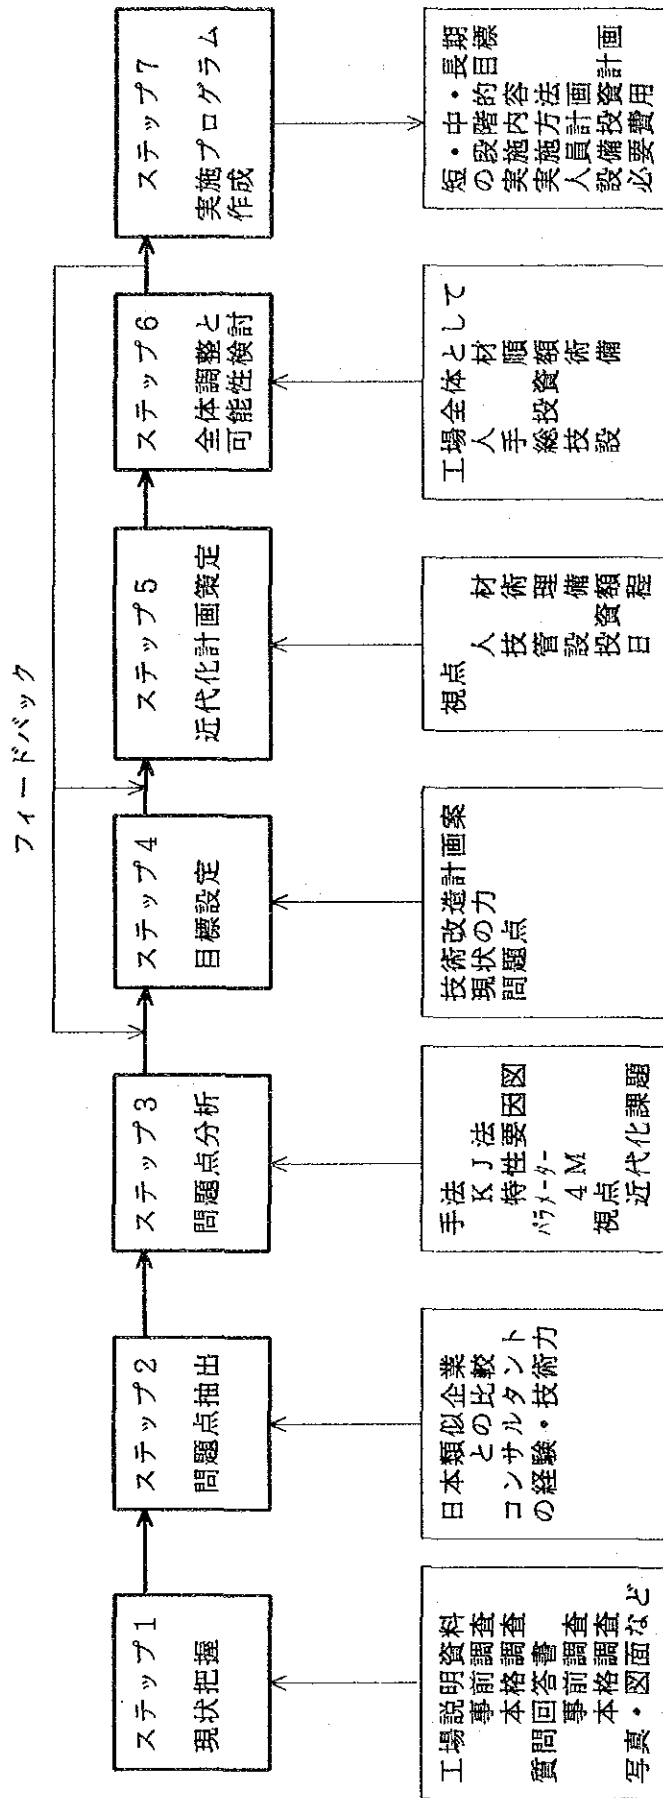 フィードバック
ステップ1
現状把握
ステップ2
問題点抽出
ステップ3
問題点分析
ステップ4
目標設定
ステップ5
近代化計画策定
ステップ6
全体調整と
可能性検討
ステップ7
実施プログラム
作成
工場説明資料
事前調査
本格調査
質問回答書
事前調査
本格調査
写真・図面など
日本類似企業
との比較
コンサルタント
の経験・技術力
手法
KJ法
特性要因図
パラメーター
4M
視点
近代化課題
技術改造計画案
現状の力
問題点
視点
人材
技術
管理
設備
投資額
日程
工場全体として
人材
手順
総投資額
技術
設備
短・中・長期
の段階的目標
実施内容
実施方法
人員計画
設備投資計画
必要費用